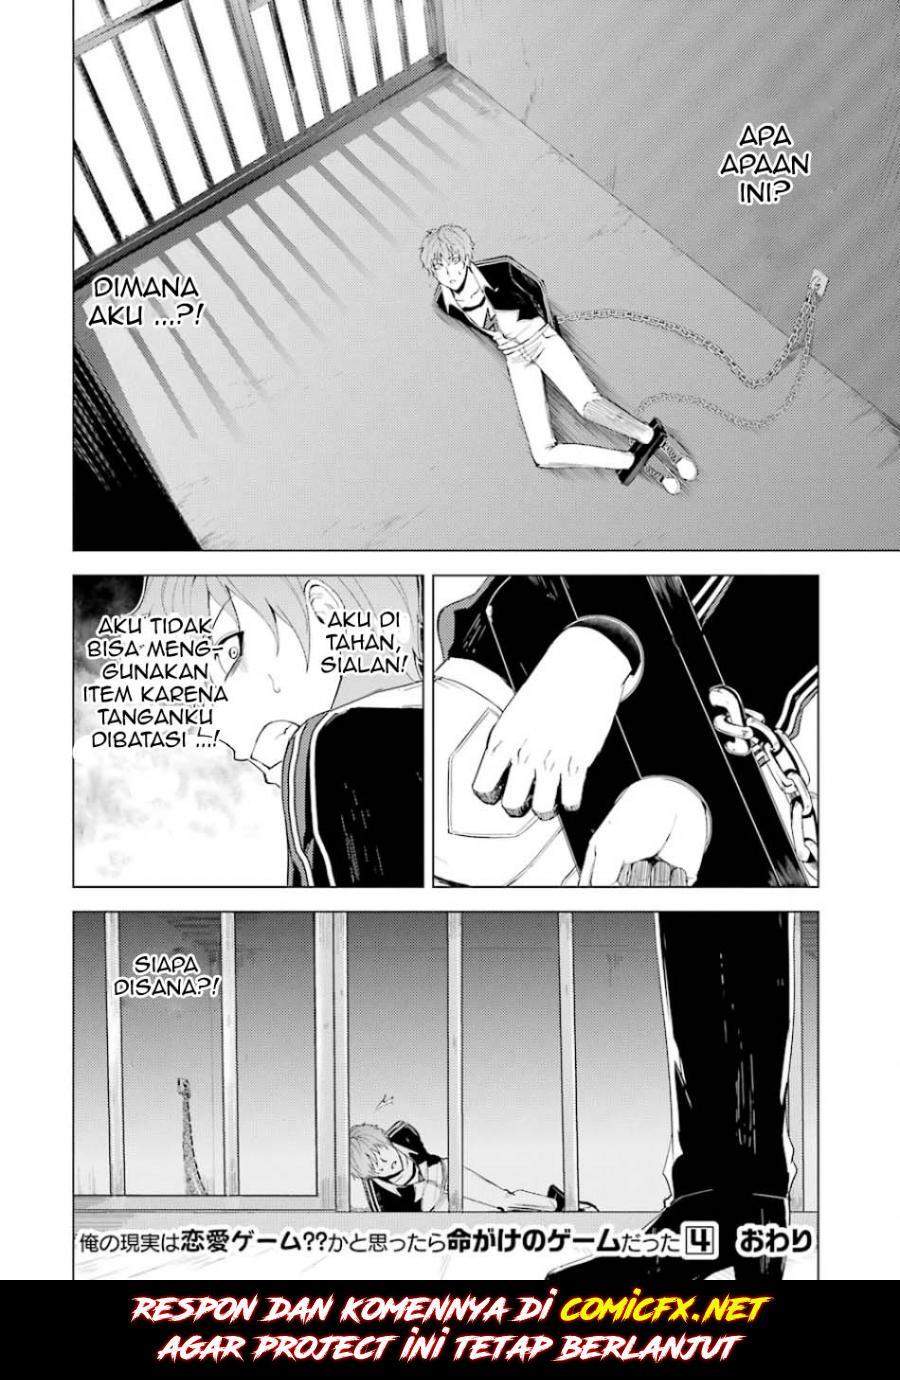 APA
APAAN
INI?
DIMANA
AKU ...?!
AKU DI
TAHAN,
SIALAN!
AKU TIDAK
BISA MENG-
GUNAKAN
ITEM KARENA
TANGANKU
DIBATASI ...!
SIAPA
DISANA?!
俺の現実は恋愛ゲーム??かと思ったら命がけのゲームだった 4 おわり
RESPON DAN KOMENNYA DI COMICFX.NET
AGAR PROJECT INI TETAP BERLANJUT